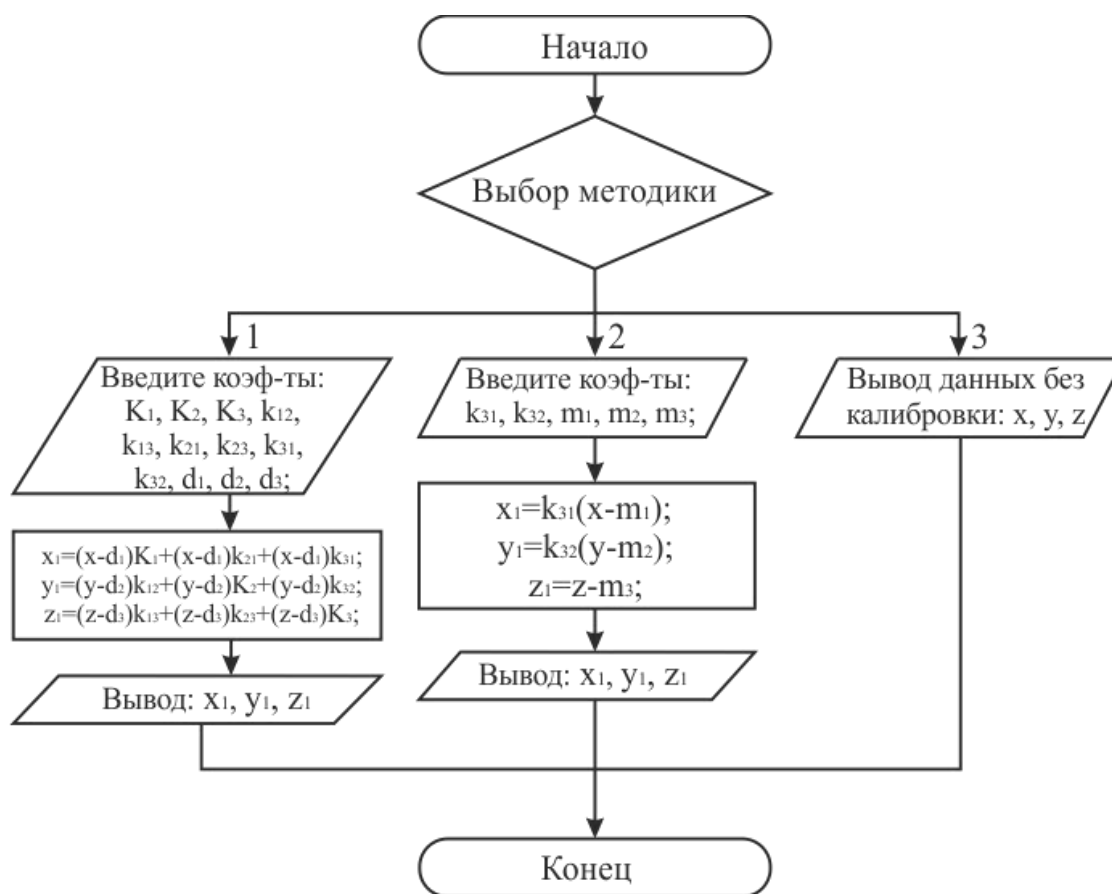 Начало
Выбор методики
1
Введите коэф-ты:
K₁, K₂, K₃, k₁₂,
k₁₃, k₂₁, k₂₃, k₃₁,
k₃₂, d₁, d₂, d₃;
x₁=(x-d₁)K₁+(x-d₁)k₂₁+(x-d₁)k₃₁;
y₁=(y-d₂)k₁₂+(y-d₂)K₂+(y-d₂)k₃₂;
z₁=(z-d₃)k₁₃+(z-d₃)k₂₃+(z-d₃)K₃;
Вывод: x₁, y₁, z₁
2
Введите коэф-ты:
k₃₁, k₃₂, m₁, m₂, m₃;
x₁=k₃₁(x-m₁);
y₁=k₃₂(y-m₂);
z₁=z-m₃;
Вывод: x₁, y₁, z₁
3
Вывод данных без
калибровки: x, y, z
Конец